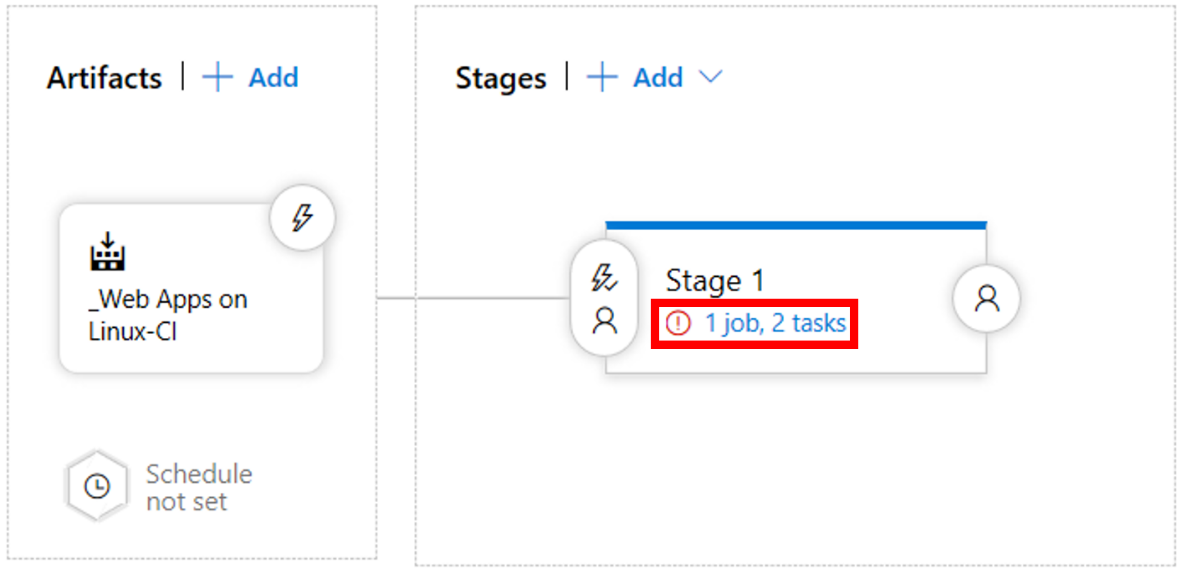 Artifacts | + Add
Stages | + Add
_Web Apps on
Linux-CI
Stage 1
1 job, 2 tasks
Schedule
not set